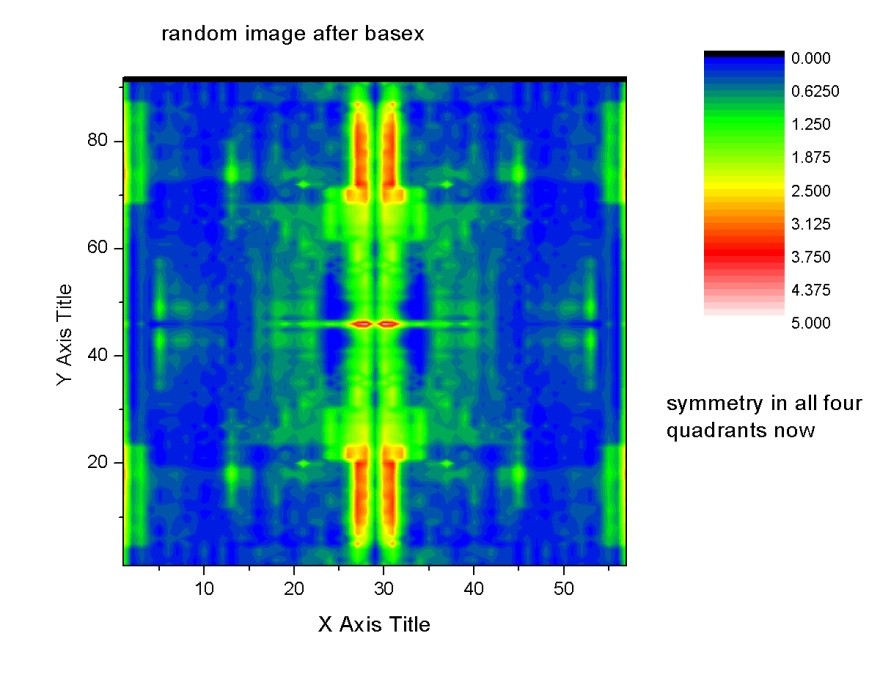 random image after basex
0.000
0.6250
1.250
1.875
2.500
3.125
3.750
4.375
5.000
80
60
40
20
Y Axis Title
10 20 30 40 50
X Axis Title
symmetry in all four
quadrants now